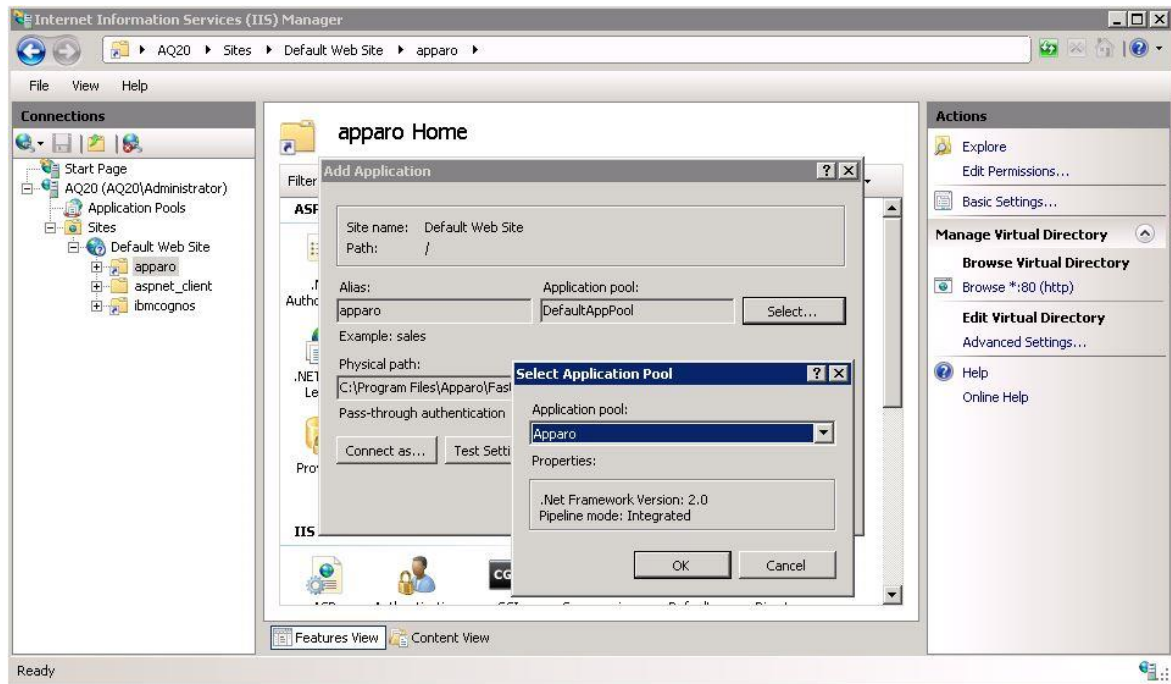 Internet Information Services (IIS) Manager
AQ20 Sites Default Web Site apparo
File View Help
Connections
Start Page
AQ20 (AQ20\Administrator)
Application Pools
Sites
Default Web Site
apparo
aspnet_client
ibmcognos
apparo Home
Filter
ASP
.NET
Le
Pro
IIS
Add Application
Site name: Default Web Site
Path: /
Alias:
Application pool:
apparo
DefaultAppPool
Select...
Example: sales
Physical path:
C:\Program Files\Apparo\Fast
Pass-through authentication
Connect as...
Test Setti
Select Application Pool
Application pool:
Apparo
Properties:
.Net Framework Version: 2.0
Pipeline mode: Integrated
OK
Cancel
Features View
Content View
Actions
Explore
Edit Permissions...
Basic Settings...
Manage Virtual Directory
Browse Virtual Directory
Browse *:80 (http)
Edit Virtual Directory
Advanced Settings...
Help
Online Help
Ready